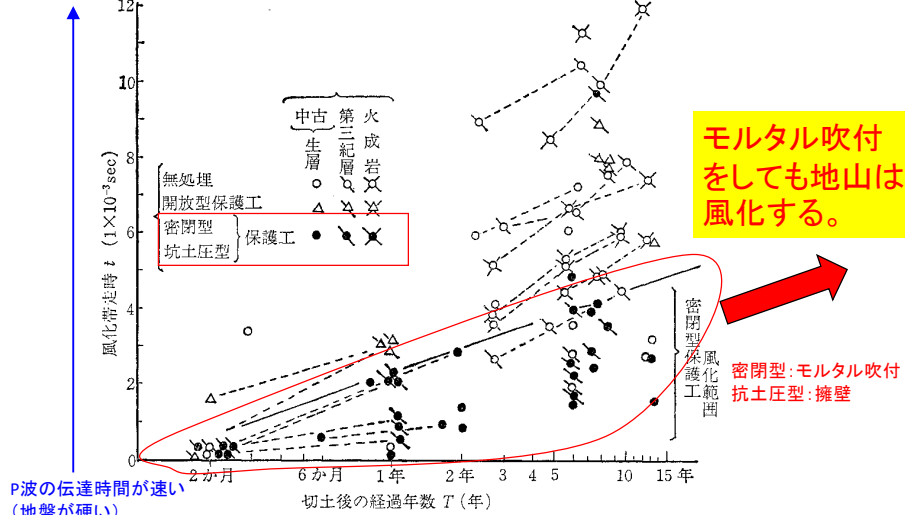 12
10
8
6
4
2
0
風化帯走時 t (1×10⁻³sec)
中古生層
第三紀層
火成岩
無処埋
開放型保護工
密閉型
抗土圧型
保護工
モルタル吹付
をしても地山は
風化する。
密閉型保護工
風化範囲
密閉型:モルタル吹付
抗土圧型:擁壁
2か月
6か月
1年
2年
3
4
5
10
15年
切土後の経過年数 T (年)
P波の伝達時間が速い
(地盤が硬い)